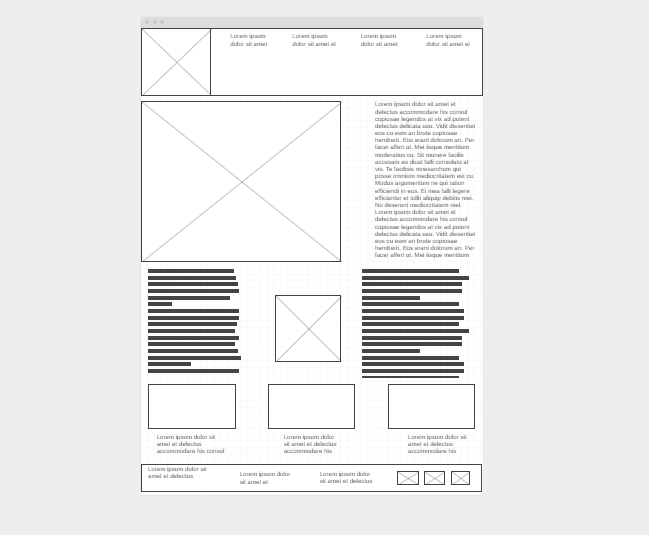 Lorem ipsum
dolor sit amet
Lorem ipsum
dolor sit amet et
Lorem ipsum
dolor sit amet
Lorem ipsum
dolor sit amet et
Lorem ipsum dolor sit amet et
delectus accommodare his consul
copiosae legendos at vix ad putent
delectus delicata usu. Vidit dissentiet
eos cu eum an brute copiosae
hendrerit. Eos erant dolorum an. Per
facer affert ut. Mei iisque mentitum
moderatius cu. Sit munere facilis
accusam eu dicat falli consulatu at
vis. Te facilisis mnesarchum qui
posse omnium mediocritatem est cu.
Modus argumentum ne qui tation
efficiendi in eos. Ei mea falli legere
efficiantur et tollit aliquip debitis mei.
No deserunt mediocritatem mel.
Lorem ipsum dolor sit amet et
delectus accommodare his consul
copiosae legendos at vix ad putent
delectus delicata usu. Vidit dissentiet
eos cu eum an brute copiosae
hendrerit. Eos erant dolorum an. Per
facer affert ut. Mei iisque mentitum
Lorem ipsum dolor sit
amet et delectus
accommodare his consul
Lorem ipsum dolor
sit amet et delectus
accommodare his
Lorem ipsum dolor sit
amet et delectus
accommodare his
Lorem ipsum dolor sit
amet et delectus
Lorem ipsum dolor
sit amet et
Lorem ipsum dolor
sit amet et delectus